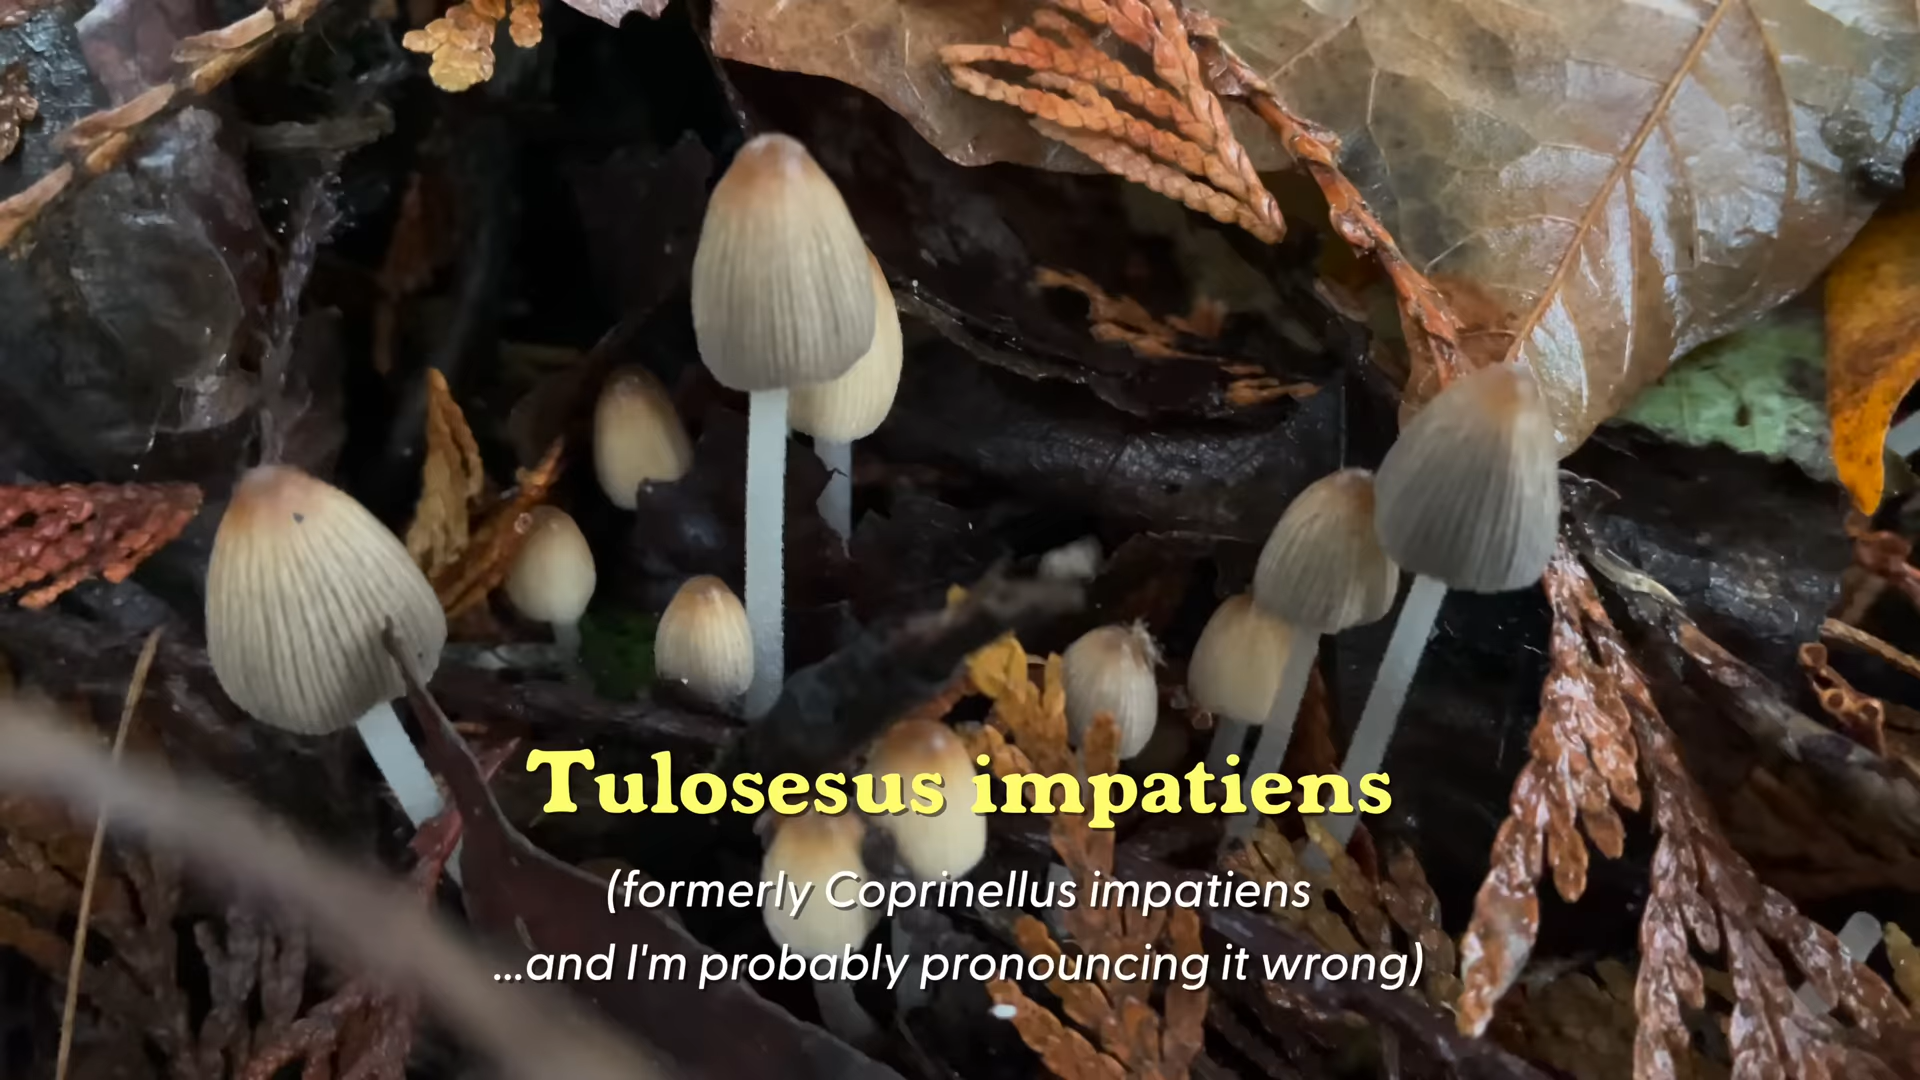 Tulosesus impatiens
(formerly Coprinellus impatiens
...and I'm probably pronouncing it wrong)